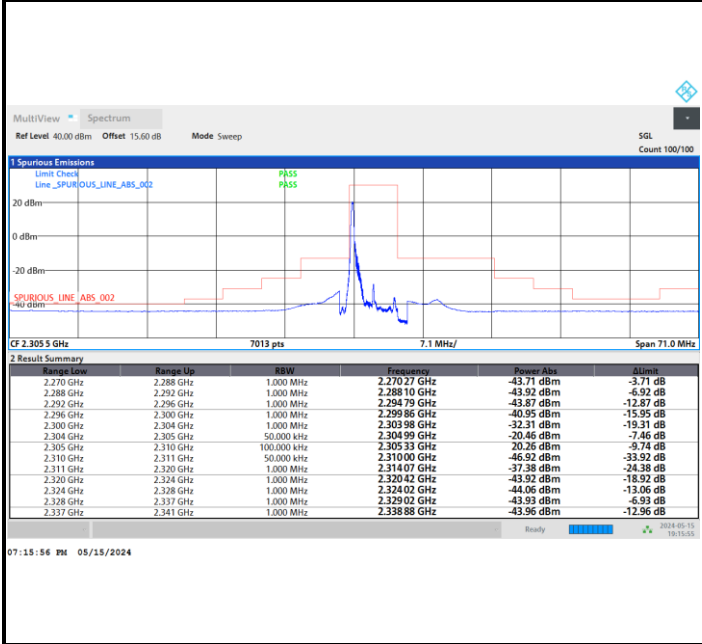 MultiView Spectrum
Ref Level 40.00 dBm Offset 15.60 dB Mode Sweep SGL
Count 100/100
1 Spurious Emissions
Limit Check PASS
Line _SPURIOUS_LINE_ABS_002 PASS
20 dBm
0 dBm
-20 dBm
SPURIOUS_LINE_ABS_002
-40 dBm
CF 2.305 5 GHz 7013 pts 7.1 MHz/ Span 71.0 MHz
2 Result Summary
Range Low Range Up RBW Frequency Power Abs ΔLimit
2.270 GHz 2.288 GHz 1.000 MHz 2.270 27 GHz -43.71 dBm -3.71 dB
2.288 GHz 2.292 GHz 1.000 MHz 2.288 10 GHz -43.92 dBm -6.92 dB
2.292 GHz 2.296 GHz 1.000 MHz 2.294 79 GHz -43.87 dBm -12.87 dB
2.296 GHz 2.300 GHz 1.000 MHz 2.299 86 GHz -40.95 dBm -15.95 dB
2.300 GHz 2.304 GHz 1.000 MHz 2.303 98 GHz -32.31 dBm -19.31 dB
2.304 GHz 2.305 GHz 50.000 kHz 2.304 99 GHz -20.46 dBm -7.46 dB
2.305 GHz 2.310 GHz 100.000 kHz 2.305 33 GHz 20.26 dBm -9.74 dB
2.310 GHz 2.311 GHz 50.000 kHz 2.310 00 GHz -46.92 dBm -33.92 dB
2.311 GHz 2.320 GHz 1.000 MHz 2.314 07 GHz -37.38 dBm -24.38 dB
2.320 GHz 2.324 GHz 1.000 MHz 2.320 42 GHz -43.92 dBm -18.92 dB
2.324 GHz 2.328 GHz 1.000 MHz 2.324 02 GHz -44.06 dBm -13.06 dB
2.328 GHz 2.337 GHz 1.000 MHz 2.329 02 GHz -43.93 dBm -6.93 dB
2.337 GHz 2.341 GHz 1.000 MHz 2.338 88 GHz -43.96 dBm -12.96 dB
Ready 2024-05-15
19:15:55
07:15:56 PM 05/15/2024